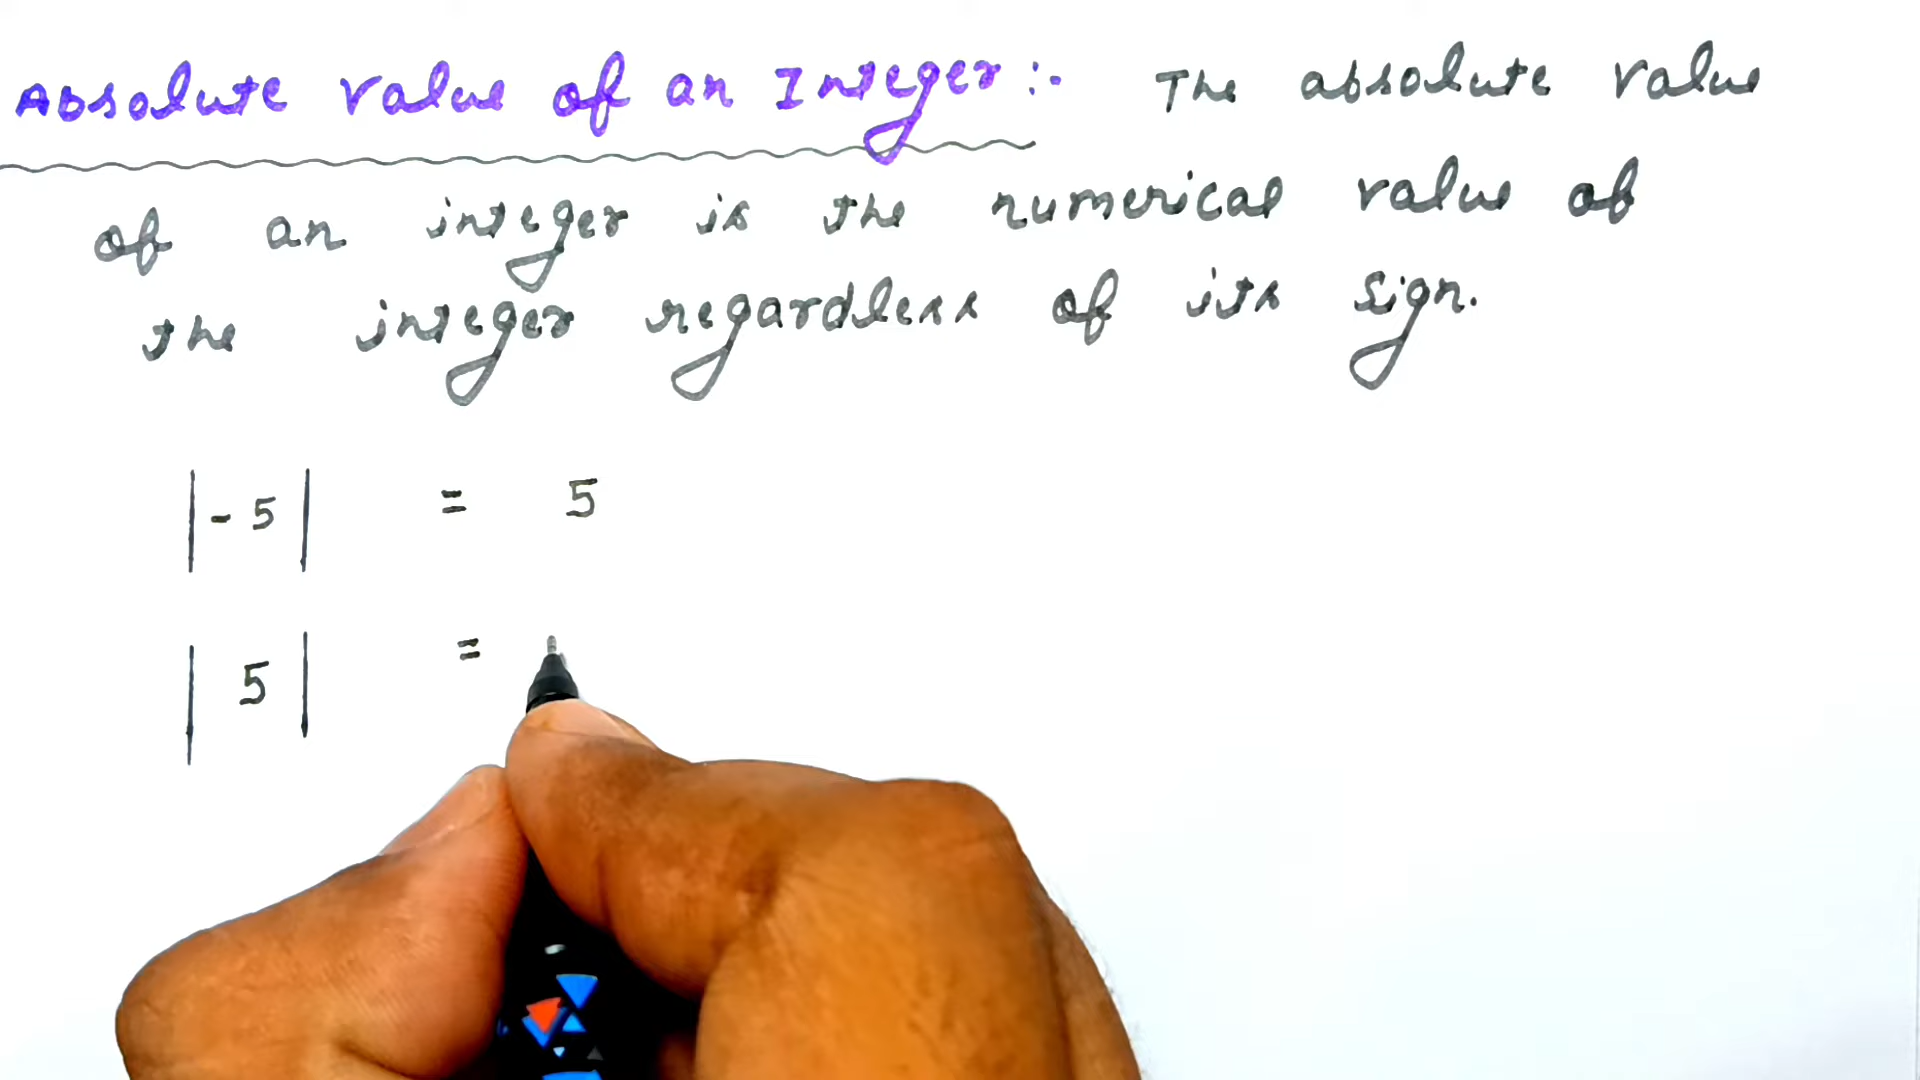 Absolute Value of an Integer :- The absolute value
of an integer is the numerical value of
the integer regardless of its sign.
|-5| = 5
|5| =